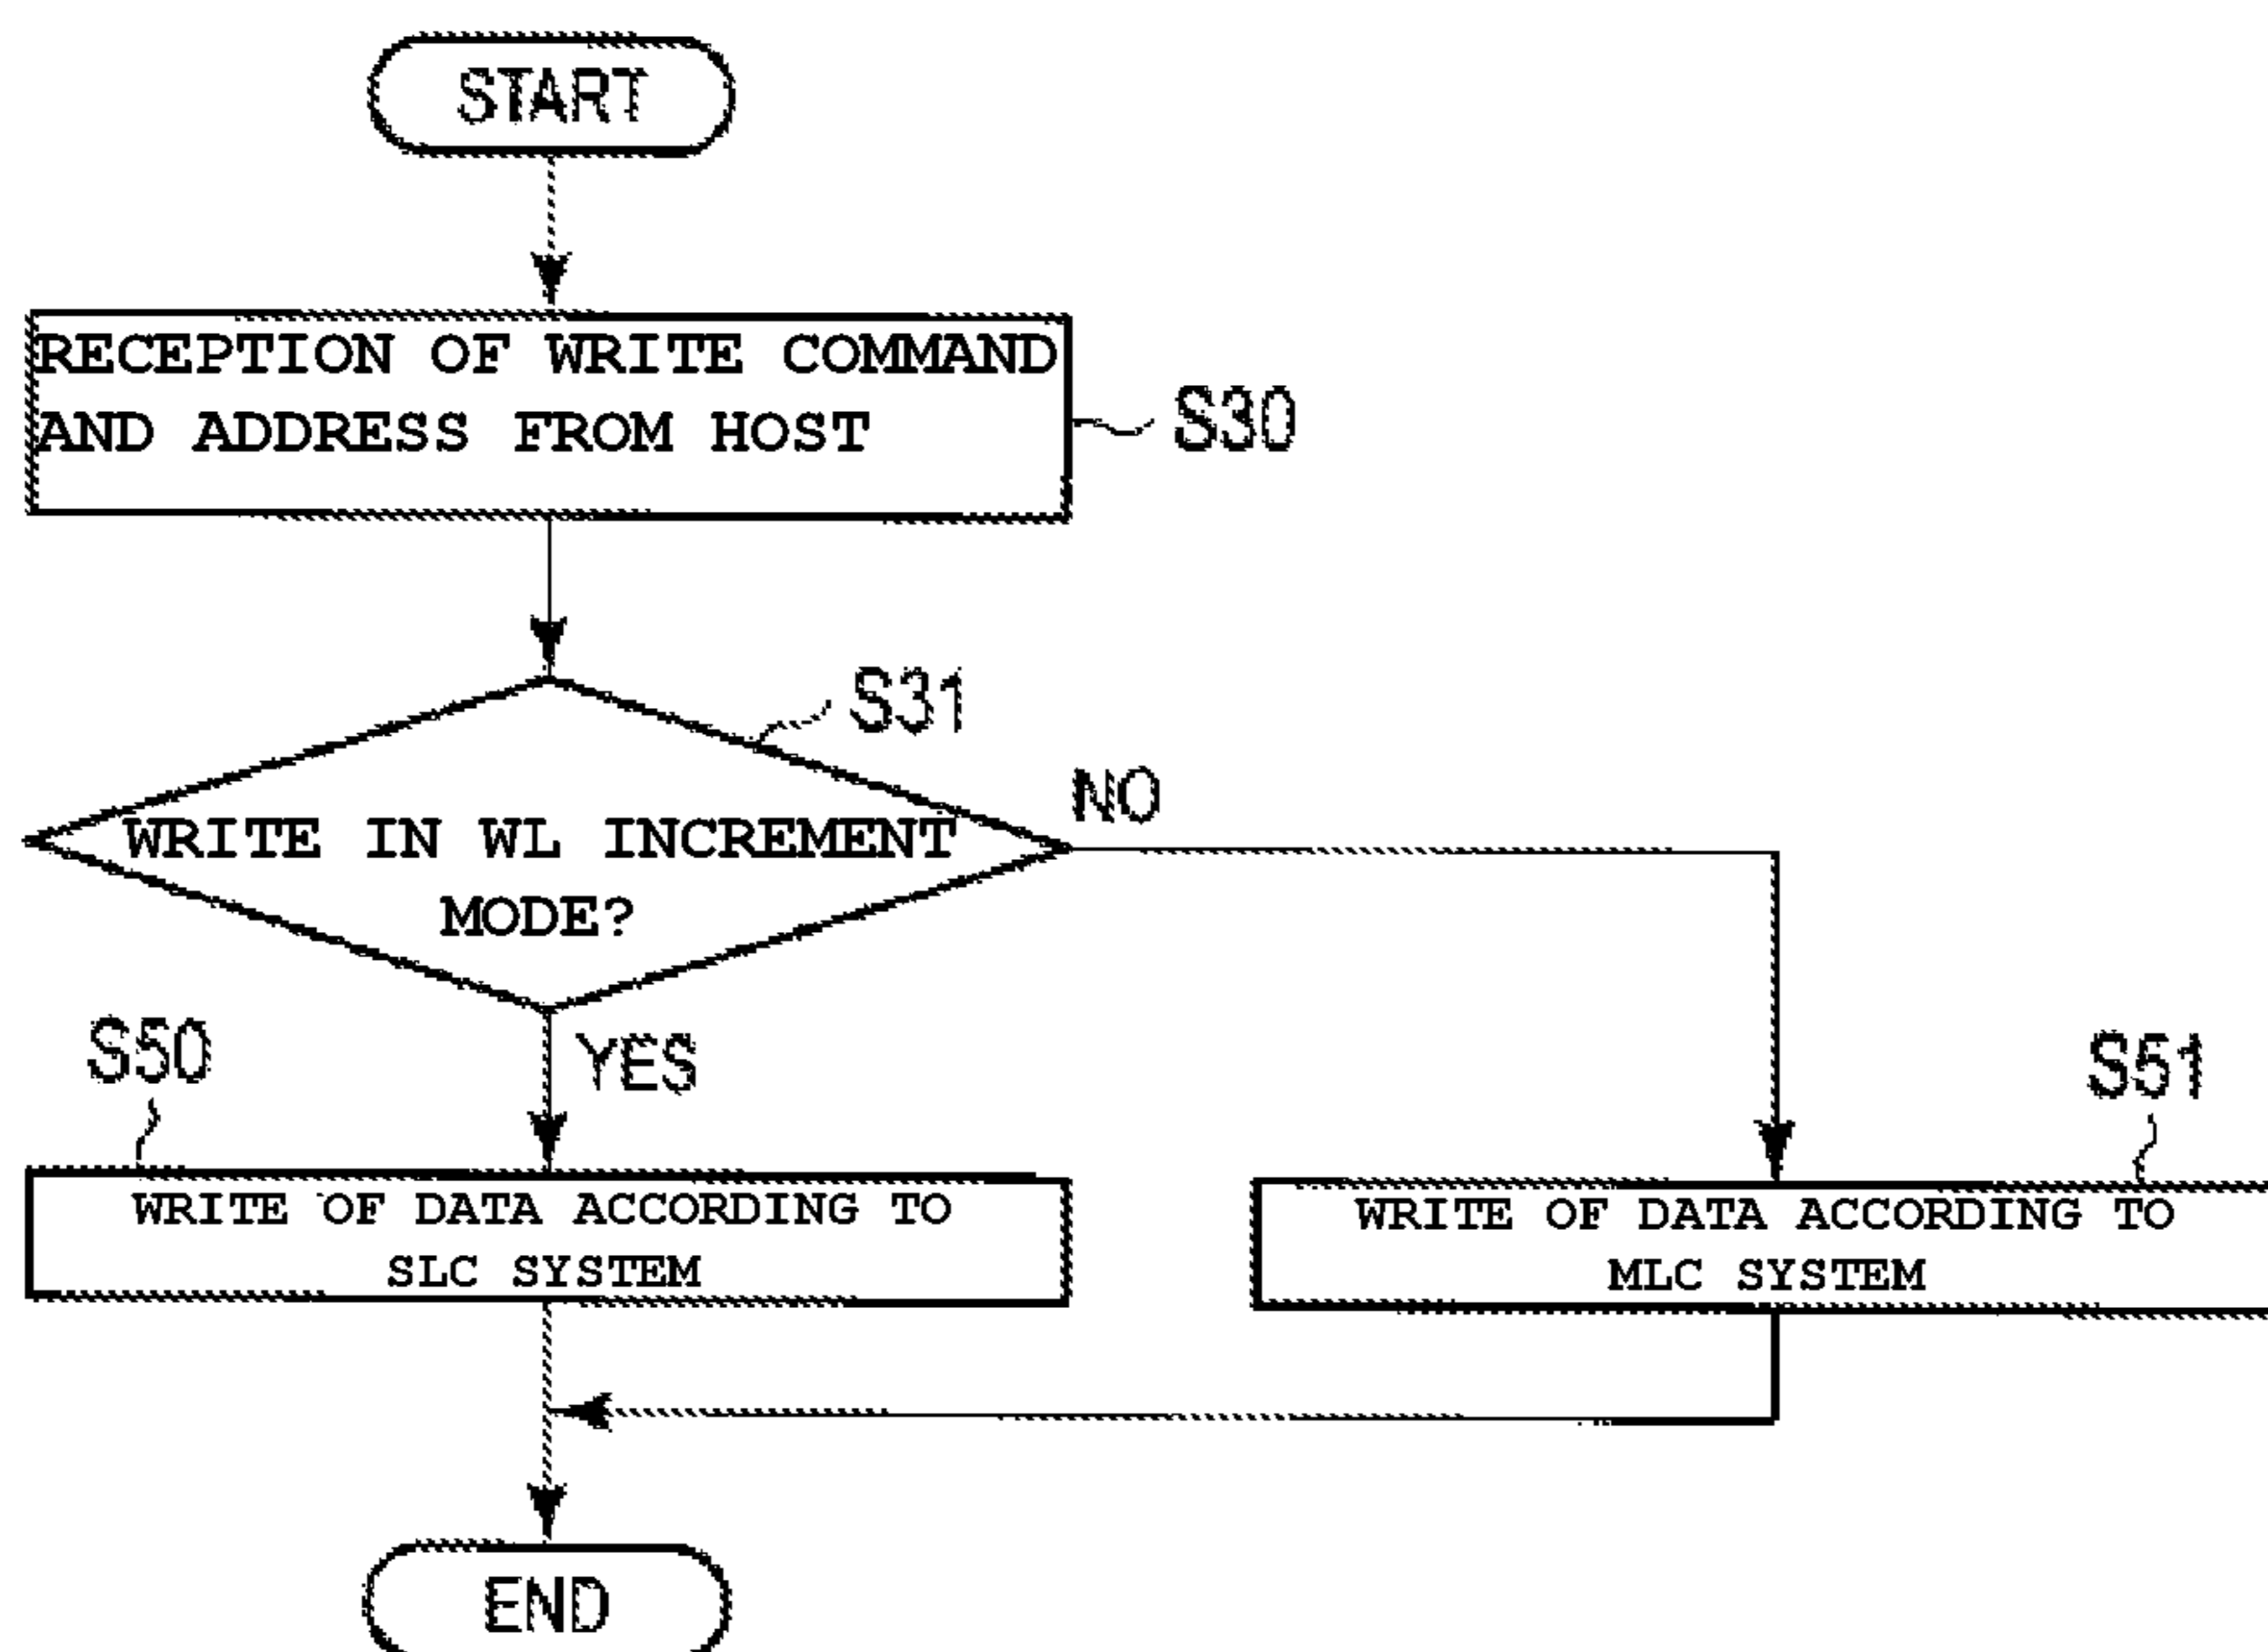 START
RECEPTION OF WRITE COMMAND
AND ADDRESS FROM HOST
S30
S31
WRITE IN WL INCREMENT
MODE?
NO
YES
S50
WRITE OF DATA ACCORDING TO
SLC SYSTEM
S51
WRITE OF DATA ACCORDING TO
MLC SYSTEM
END